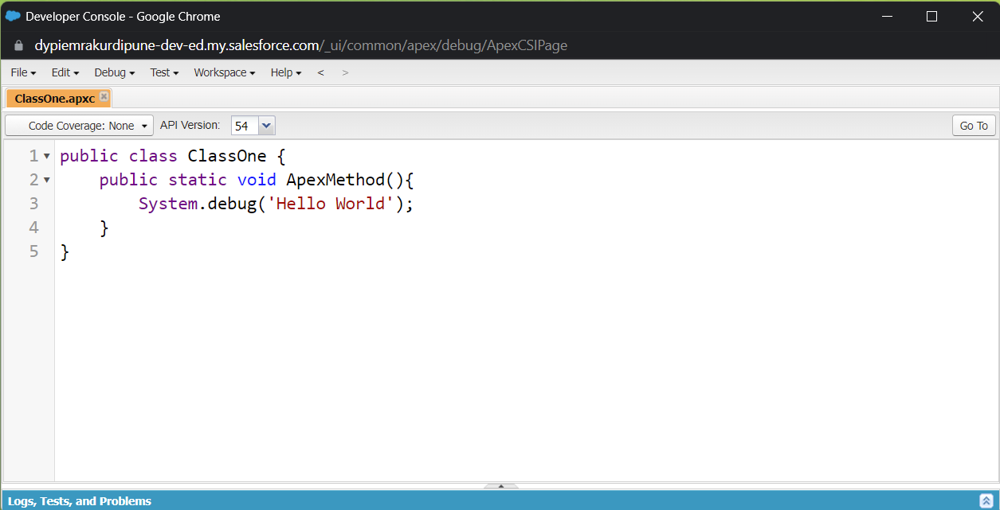 Developer Console - Google Chrome
dypiemrakurdipune-dev-ed.my.salesforce.com/_ui/common/apex/debug/ApexCSIPage
File Edit Debug Test Workspace Help < >
ClassOne.apxc
Code Coverage: None API Version: 54 Go To
1 public class ClassOne {
2 public static void ApexMethod(){
3 System.debug('Hello World');
4 }
5 }
Logs, Tests, and Problems